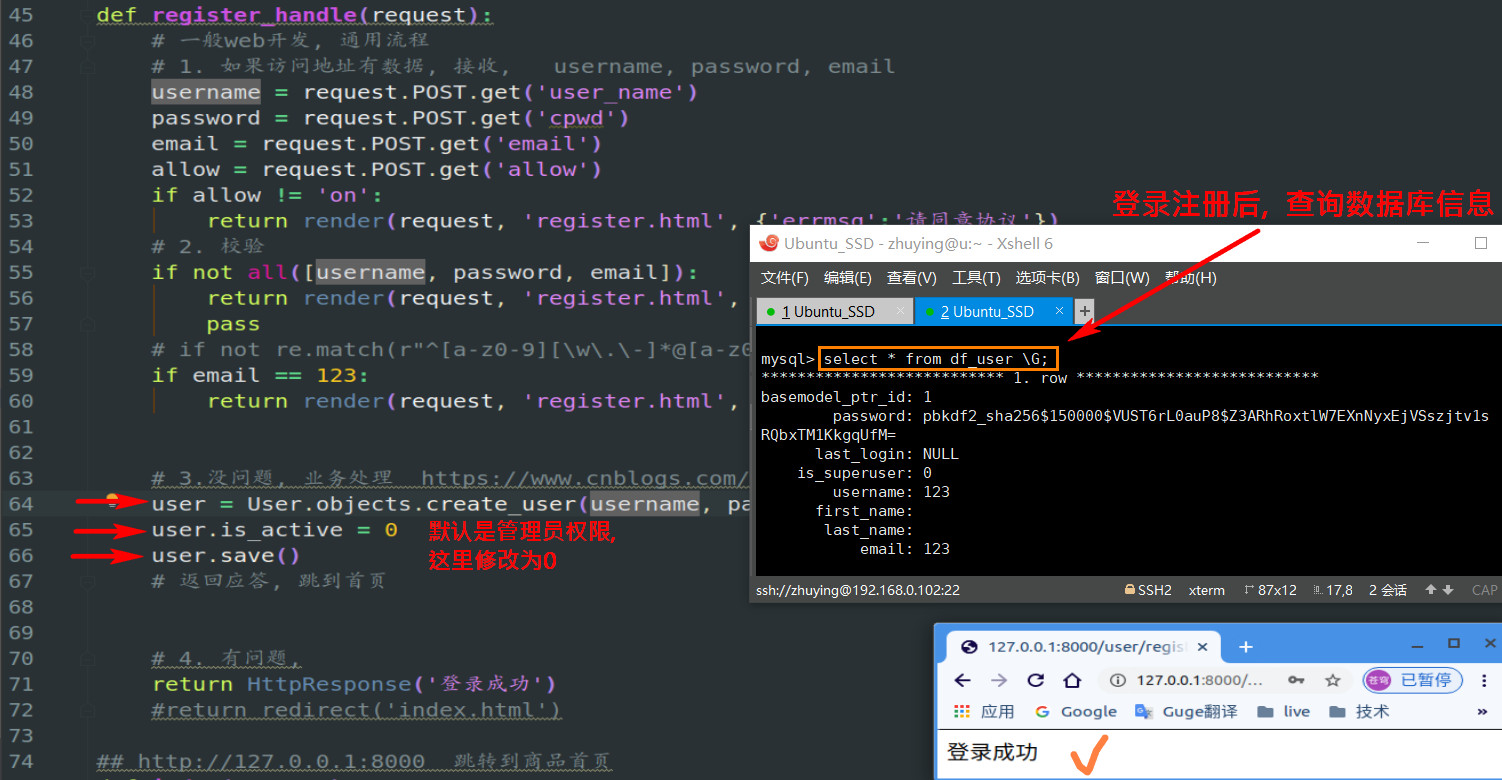 45 def register_handle(request):
46 # 一般web开发, 通用流程
47 # 1. 如果访问地址有数据, 接收, username, password, email
48 username = request.POST.get('user_name')
49 password = request.POST.get('cpwd')
50 email = request.POST.get('email')
51 allow = request.POST.get('allow')
52 if allow != 'on':
53 return render(request, 'register.html', {'errmsg':'请同意协议'})
54 # 2. 校验
55 if not all([username, password, email]):
56 return render(request, 'register.html',
57 pass
58 # if not re.match(r"^[a-z0-9][\w\.\-]*@[a-z0
59 if email == 123:
60 return render(request, 'register.html',
61
62
63 # 3.没问题, 业务处理 https://www.cnblogs.com/
64 user = User.objects.create_user(username, pa
65 user.is_active = 0
66 user.save()
67 # 返回应答, 跳到首页
68
69
70 # 4. 有问题,
71 return HttpResponse('登录成功')
72 #return redirect('index.html')
73
74 ## http://127.0.0.1:8000 跳转到商品首页
默认是管理员权限,
这里修改为0
登录注册后, 查询数据库信息
Ubuntu_SSD - zhuying@u:~ - Xshell 6
文件(F) 编辑(E) 查看(V) 工具(T) 选项卡(B) 窗口(W) 帮助(H)
1 Ubuntu_SSD × 2 Ubuntu_SSD × +
mysql> select * from df_user \G;
*************************** 1. row ***************************
basemodel_ptr_id: 1
password: pbkdf2_sha256$150000$VUST6rL0auP8$Z3ARhRoxtlW7EXnNyxEjVSszjtv1s
RQbxTM1KkgqUfM=
last_login: NULL
is_superuser: 0
username: 123
first_name:
last_name:
email: 123
ssh://zhuying@192.168.0.102:22 SSH2 xterm 87x12 17,8 2 会话 CAP
127.0.0.1:8000/user/regis
127.0.0.1:8000/... 苍穹 已暂停
应用 Google Guge翻译 live 技术 »
登录成功